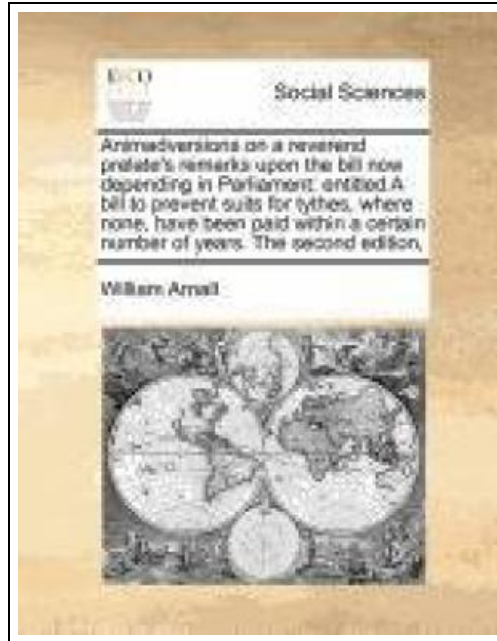 ECCO
Social Sciences
Animadversions on a reverend
prelate's remarks upon the bill now
depending in Parliament: entitled A
bill to prevent suits for tythes, where
none, have been paid within a certain
number of years. The second edition,
William Arnall